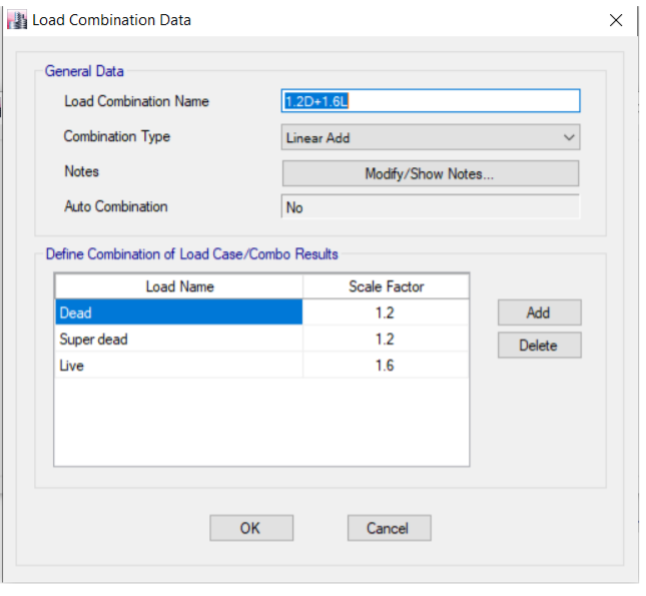 Load Combination Data
General Data
Load Combination Name 1.2D+1.6L
Combination Type Linear Add
Notes Modify/Show Notes...
Auto Combination No
Define Combination of Load Case/Combo Results
Load Name Scale Factor
Dead 1.2 Add
Super dead 1.2 Delete
Live 1.6
OK Cancel